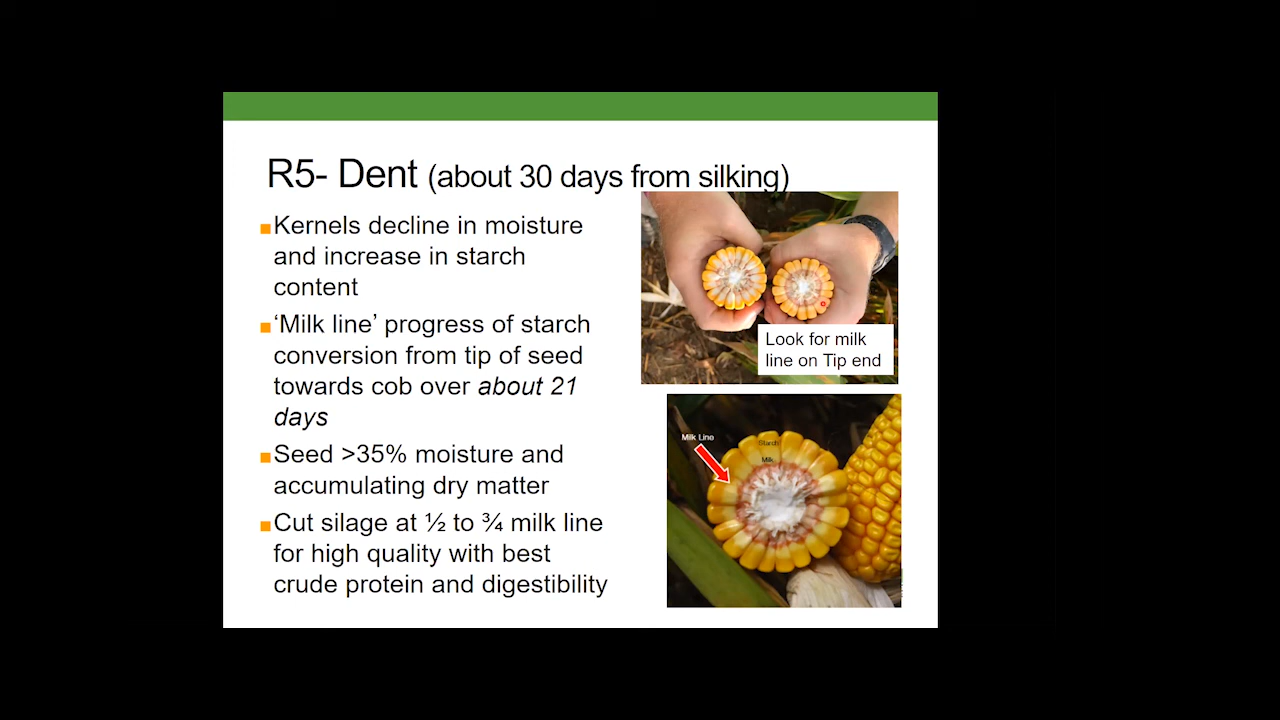 R5- Dent (about 30 days from silking)
Kernels decline in moisture
and increase in starch
content
‘Milk line’ progress of starch
conversion from tip of seed
towards cob over about 21
days
Seed >35% moisture and
accumulating dry matter
Cut silage at ½ to ¾ milk line
for high quality with best
crude protein and digestibility
Look for milk
line on Tip end
Milk Line
Starch
Milk